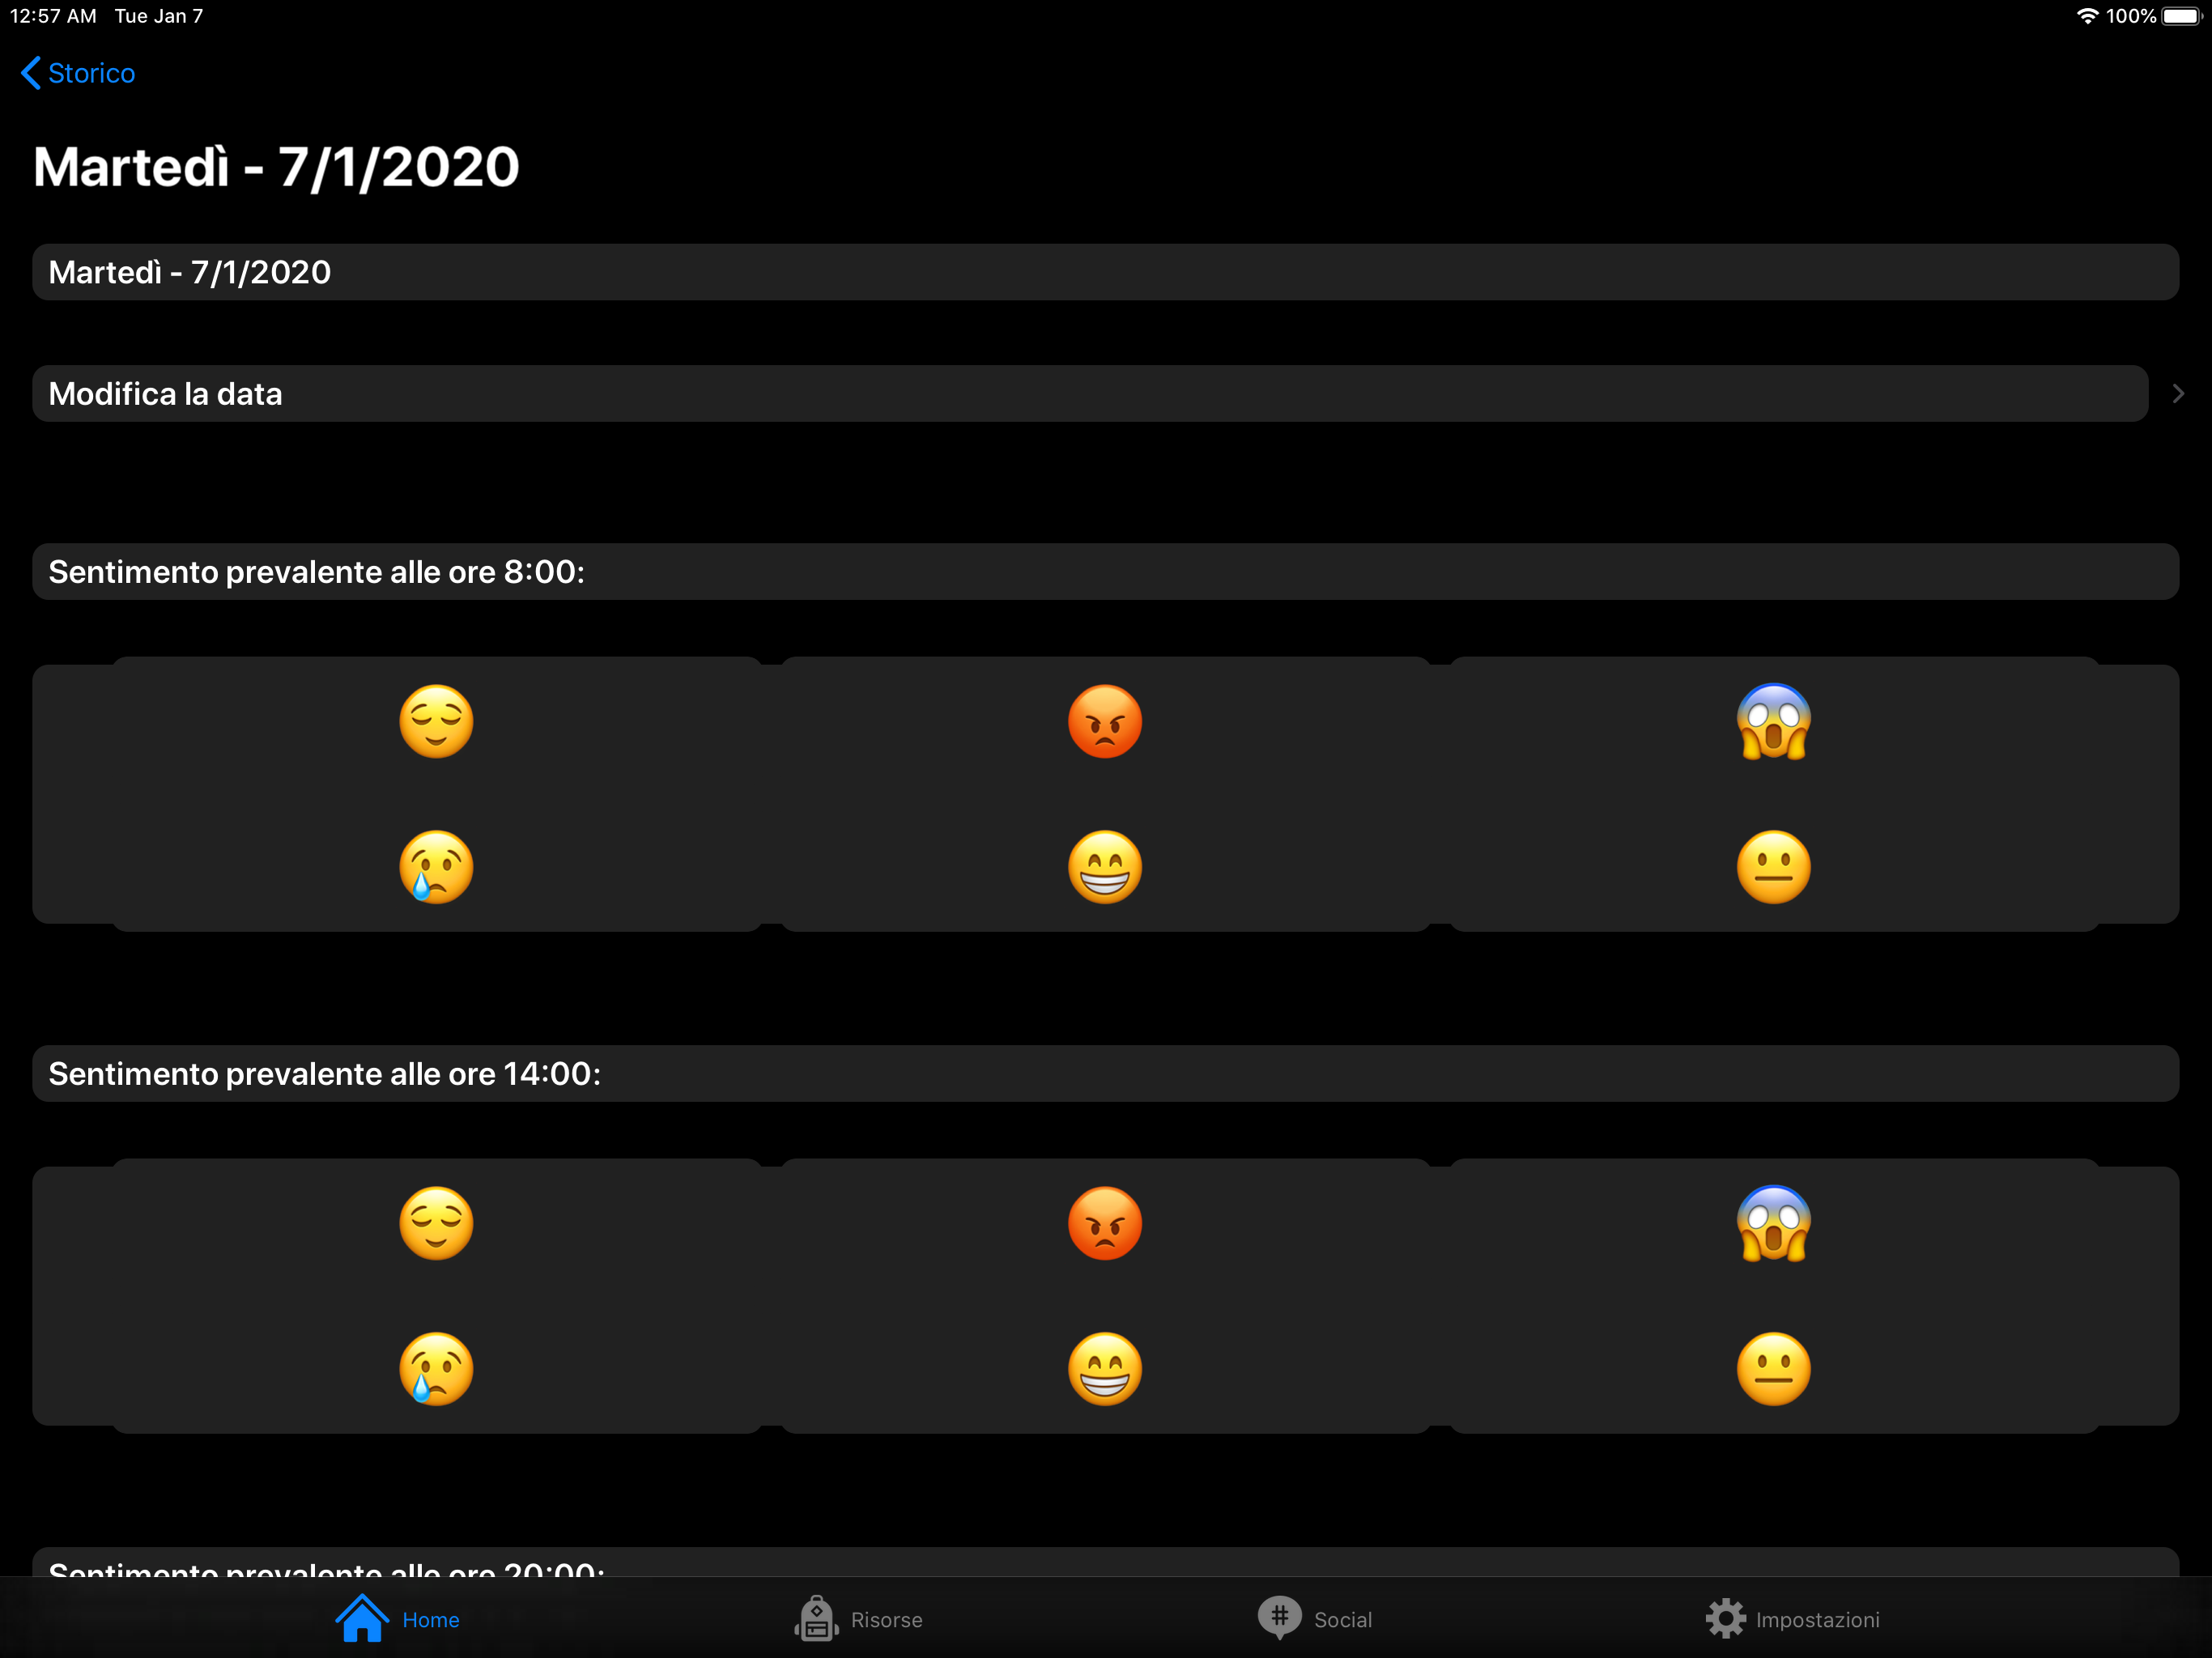 12:57 AM Tue Jan 7 100%
Storico
Martedì - 7/1/2020
Martedì - 7/1/2020
Modifica la data
Sentimento prevalente alle ore 8:00:
Sentimento prevalente alle ore 14:00:
Sentimento prevalente alle ore 20:00:
Home Risorse # Social Impostazioni